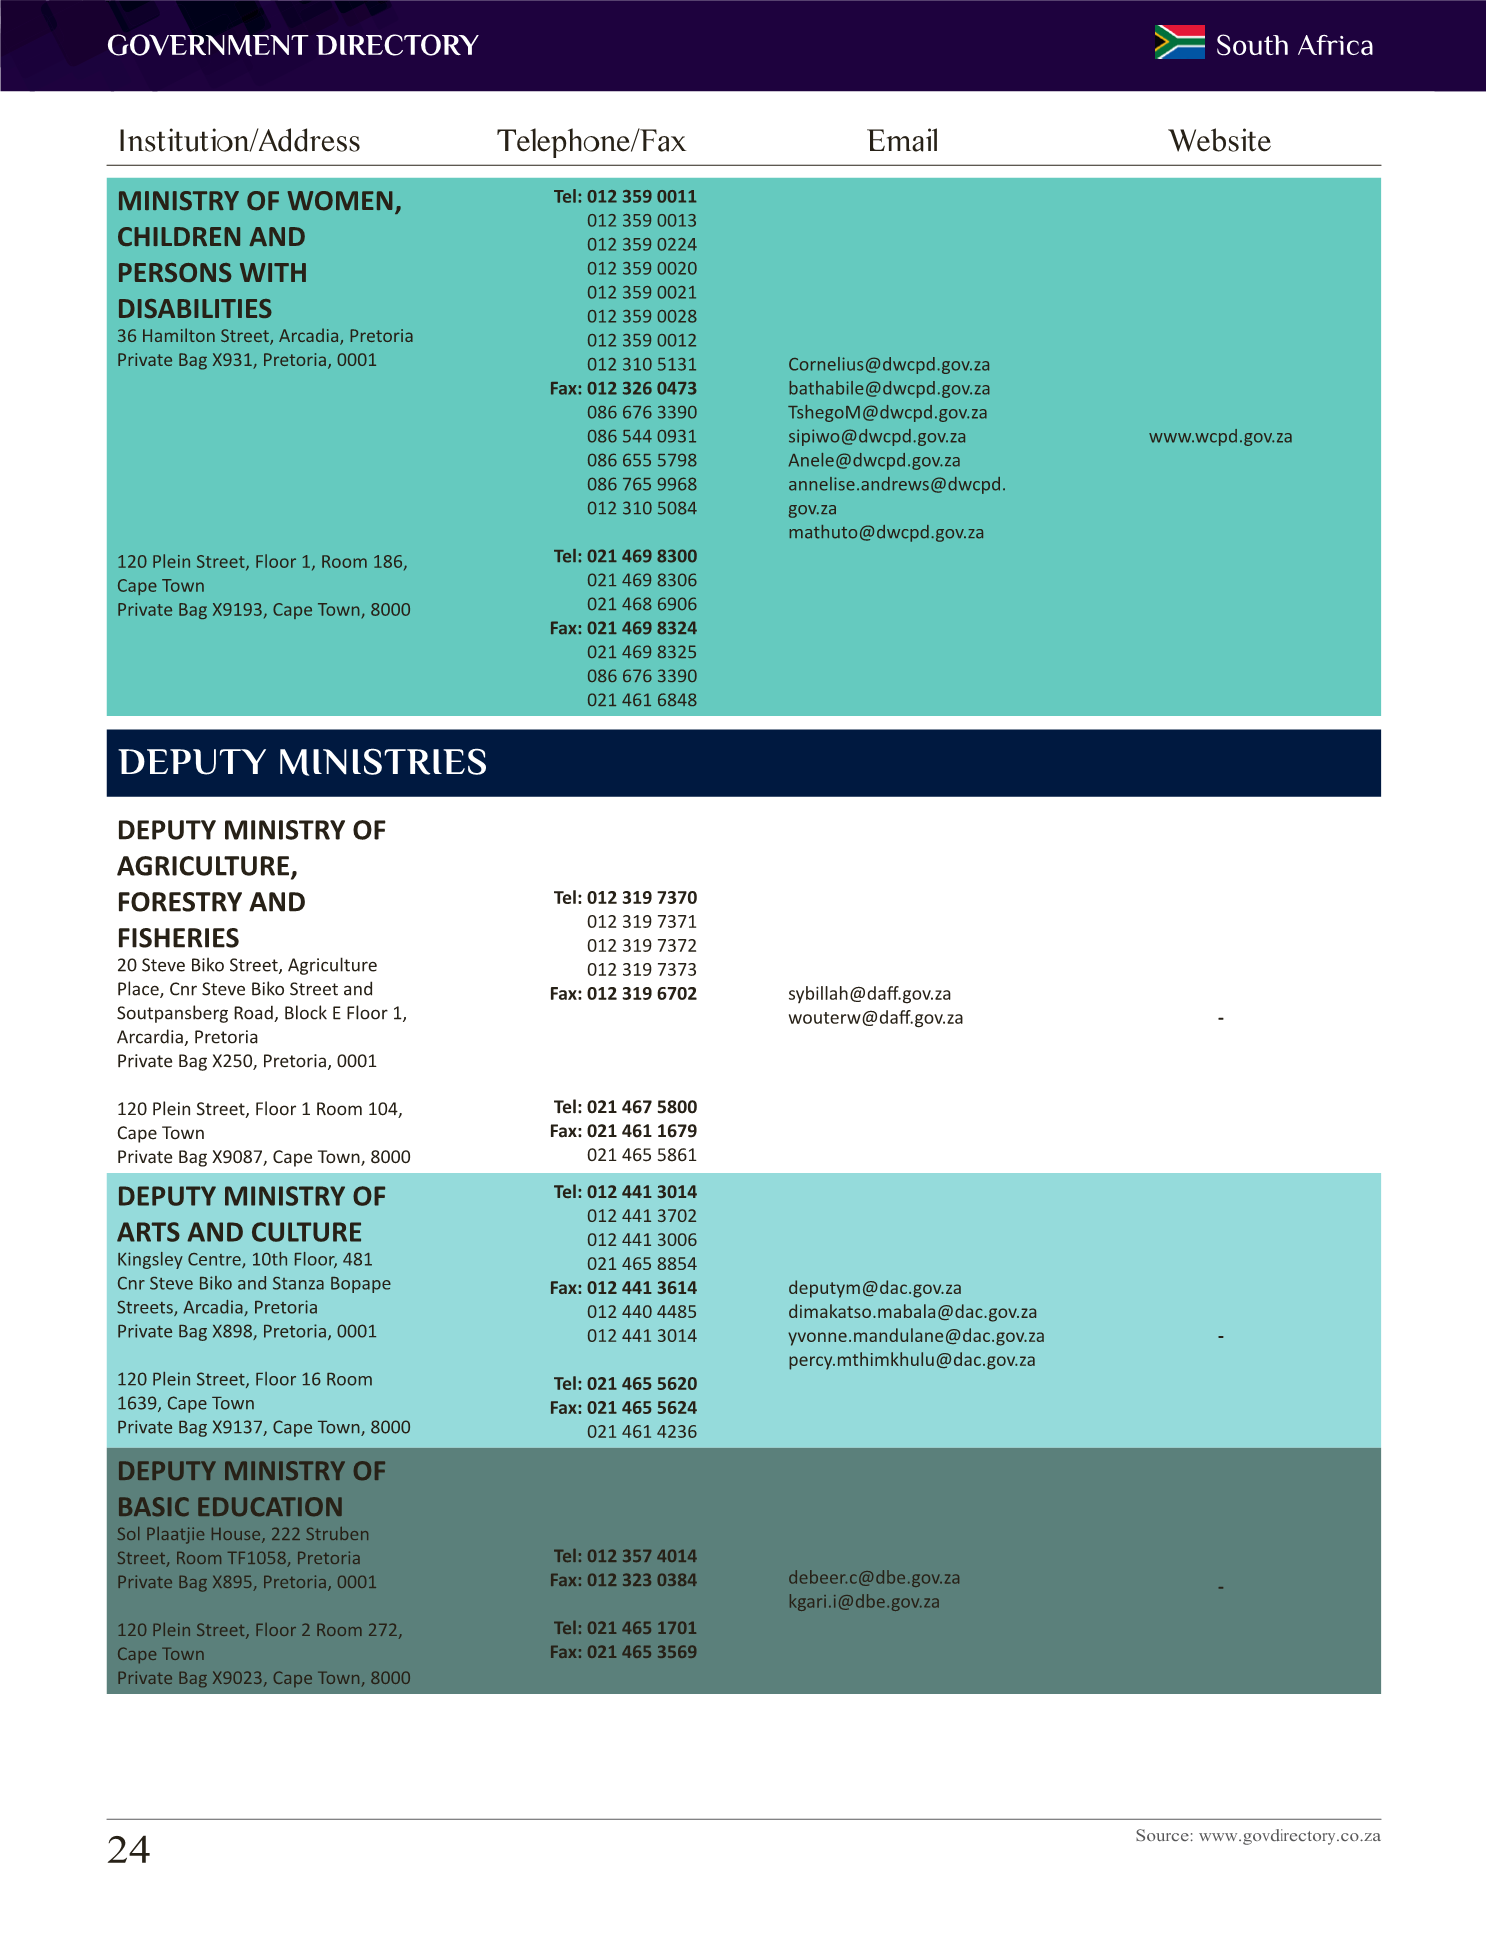 GOVERNMENT DIRECTORY
South Africa
Institution/Address
Telephone/Fax
Email
Website
MINISTRY OF WOMEN,
CHILDREN AND
PERSONS WITH
DISABILITIES
36 Hamilton Street, Arcadia, Pretoria
Private Bag X931, Pretoria, 0001
120 Plein Street, Floor 1, Room 186,
Cape Town
Private Bag X9193, Cape Town, 8000
Tel: 012 359 0011
012 359 0013
012 359 0224
012 359 0020
012 359 0021
012 359 0028
012 359 0012
012 310 5131
Fax: 012 326 0473
086 676 3390
086 544 0931
086 655 5798
086 765 9968
012 310 5084
Tel: 021 469 8300
021 469 8306
021 468 6906
Fax: 021 469 8324
021 469 8325
086 676 3390
021 461 6848
Cornelius@dwcpd.gov.za
bathabile@dwcpd.gov.za
TshegoM@dwcpd.gov.za
sipiwo@dwcpd.gov.za
Anele@dwcpd.gov.za
annelise.andrews@dwcpd.
gov.za
mathuto@dwcpd.gov.za
www.wcpd.gov.za
DEPUTY MINISTRIES
DEPUTY MINISTRY OF
AGRICULTURE,
FORESTRY AND
FISHERIES
20 Steve Biko Street, Agriculture
Place, Cnr Steve Biko Street and
Soutpansberg Road, Block E Floor 1,
Arcardia, Pretoria
Private Bag X250, Pretoria, 0001
120 Plein Street, Floor 1 Room 104,
Cape Town
Private Bag X9087, Cape Town, 8000
Tel: 012 319 7370
012 319 7371
012 319 7372
012 319 7373
Fax: 012 319 6702
Tel: 021 467 5800
Fax: 021 461 1679
021 465 5861
sybillah@daff.gov.za
wouterw@daff.gov.za
-
DEPUTY MINISTRY OF
ARTS AND CULTURE
Kingsley Centre, 10th Floor, 481
Cnr Steve Biko and Stanza Bopape
Streets, Arcadia, Pretoria
Private Bag X898, Pretoria, 0001
120 Plein Street, Floor 16 Room
1639, Cape Town
Private Bag X9137, Cape Town, 8000
Tel: 012 441 3014
012 441 3702
012 441 3006
021 465 8854
Fax: 012 441 3614
012 440 4485
012 441 3014
Tel: 021 465 5620
Fax: 021 465 5624
021 461 4236
deputym@dac.gov.za
dimakatso.mabala@dac.gov.za
yvonne.mandulane@dac.gov.za
percy.mthimkhulu@dac.gov.za
-
DEPUTY MINISTRY OF
BASIC EDUCATION
Sol Plaatjie House, 222 Struben
Street, Room TF1058, Pretoria
Private Bag X895, Pretoria, 0001
120 Plein Street, Floor 2 Room 272,
Cape Town
Private Bag X9023, Cape Town, 8000
Tel: 012 357 4014
Fax: 012 323 0384
Tel: 021 465 1701
Fax: 021 465 3569
debeer.c@dbe.gov.za
kgari.i@dbe.gov.za
-
24
Source: www.govdirectory.co.za